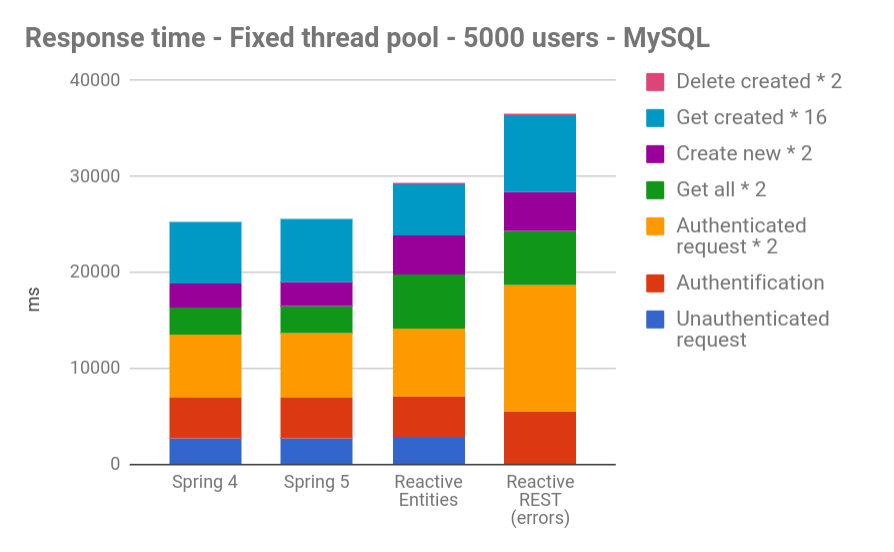 Response time - Fixed thread pool - 5000 users - MySQL
40000
30000
20000
10000
0
ms
Spring 4
Spring 5
Reactive
Entities
Reactive
REST
(errors)
Delete created * 2
Get created * 16
Create new * 2
Get all * 2
Authenticated
request * 2
Authentification
Unauthenticated
request